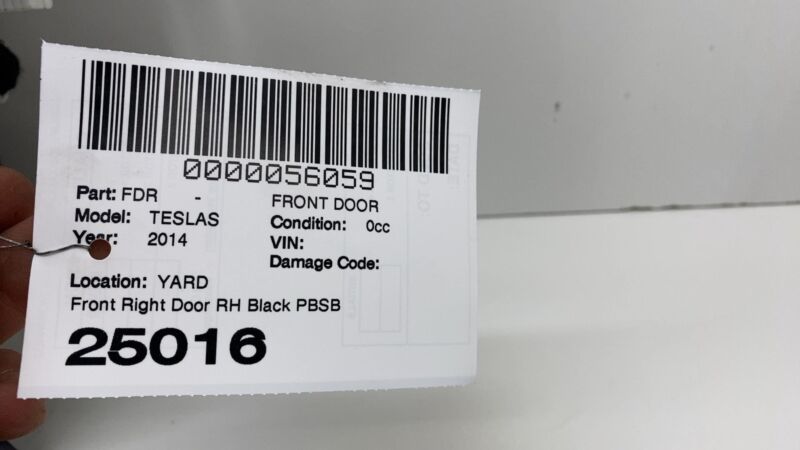 0000056059
Part: FDR - FRONT DOOR
Model: TESLAS Condition: 0cc
Year: 2014 VIN:
Damage Code:
Location: YARD
Front Right Door RH Black PBSB
25016